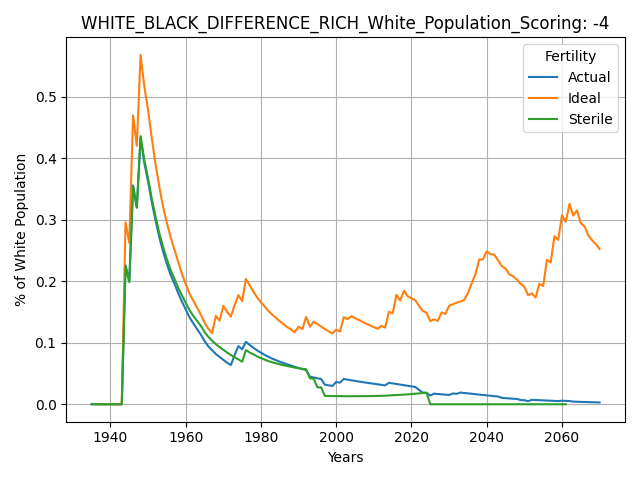 WHITE_BLACK_DIFFERENCE_RICH_White_Population_Scoring: -4
Fertility
Actual
Ideal
Sterile
% of White Population
0.5
0.4
0.3
0.2
0.1
0.0
1940 1960 1980 2000 2020 2040 2060
Years